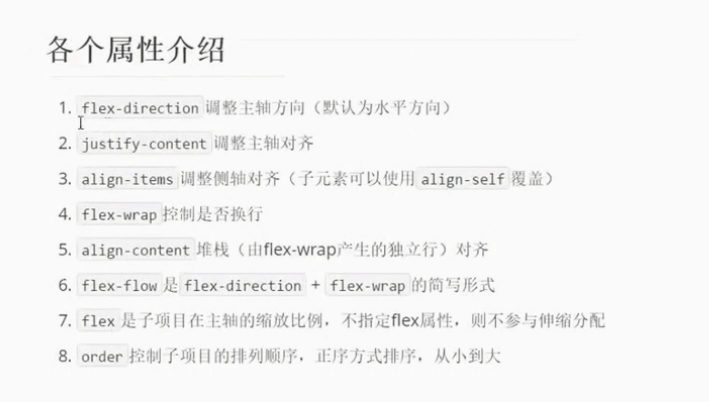 各个属性介绍
1. flex-direction 调整主轴方向（默认为水平方向）
2. justify-content 调整主轴对齐
3. align-items 调整侧轴对齐（子元素可以使用 align-self 覆盖）
4. flex-wrap 控制是否换行
5. align-content 堆栈（由flex-wrap产生的独立行）对齐
6. flex-flow 是 flex-direction + flex-wrap 的简写形式
7. flex 是子项目在主轴的缩放比例，不指定flex属性，则不参与伸缩分配
8. order 控制子项目的排列顺序，正序方式排序，从小到大